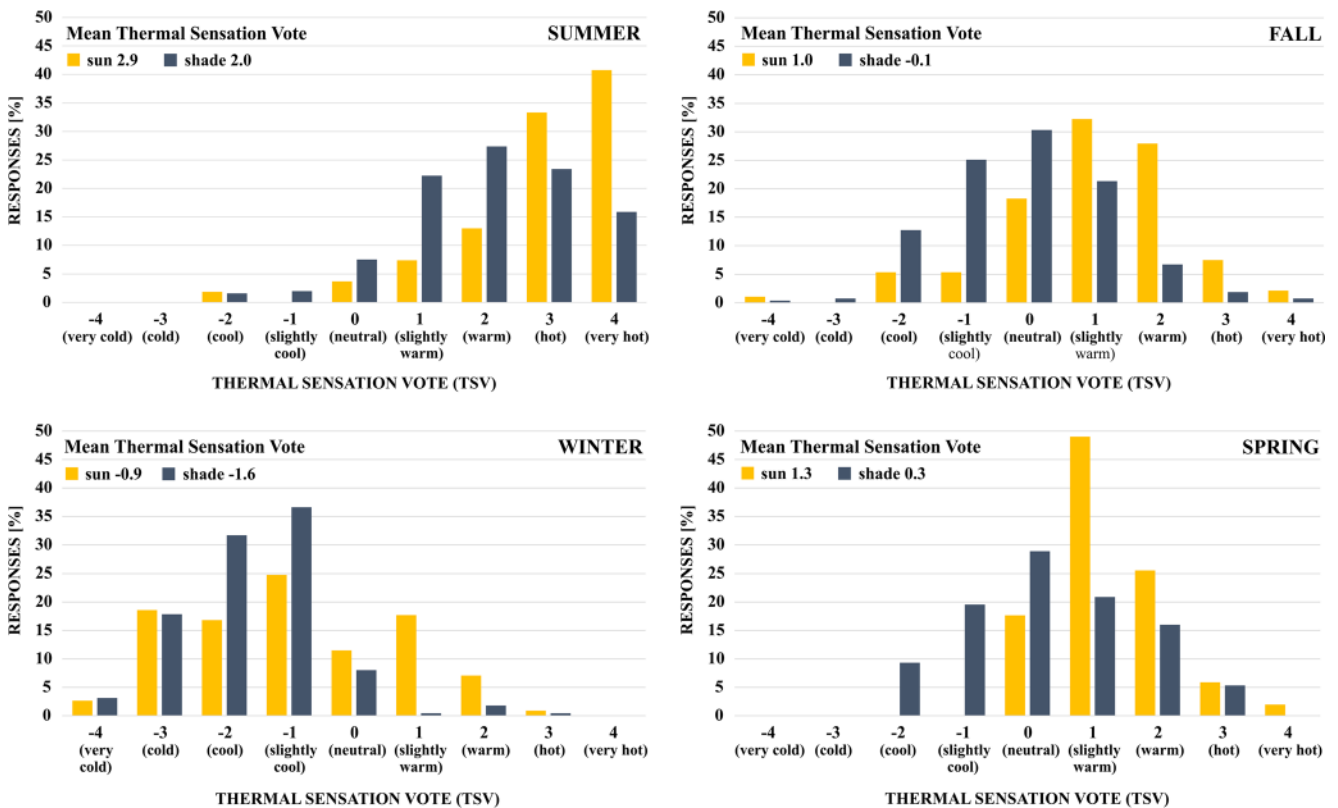 Mean Thermal Sensation Vote SUMMER
sun 2.9 shade 2.0
RESPONSES [%]
50
45
40
35
30
25
20
15
10
5
0
-4 -3 -2 -1 0 1 2 3 4
(very cold) (cold) (cool) (slightly cool) (neutral) (slightly warm) (warm) (hot) (very hot)
THERMAL SENSATION VOTE (TSV)
Mean Thermal Sensation Vote FALL
sun 1.0 shade -0.1
RESPONSES [%]
50
45
40
35
30
25
20
15
10
5
0
-4 -3 -2 -1 0 1 2 3 4
(very cold) (cold) (cool) (slightly cool) (neutral) (slightly warm) (warm) (hot) (very hot)
THERMAL SENSATION VOTE (TSV)
Mean Thermal Sensation Vote WINTER
sun -0.9 shade -1.6
RESPONSES [%]
50
45
40
35
30
25
20
15
10
5
0
-4 -3 -2 -1 0 1 2 3 4
(very cold) (cold) (cool) (slightly cool) (neutral) (slightly warm) (warm) (hot) (very hot)
THERMAL SENSATION VOTE (TSV)
Mean Thermal Sensation Vote SPRING
sun 1.3 shade 0.3
RESPONSES [%]
50
45
40
35
30
25
20
15
10
5
0
-4 -3 -2 -1 0 1 2 3 4
(very cold) (cold) (cool) (slightly cool) (neutral) (slightly warm) (warm) (hot) (very hot)
THERMAL SENSATION VOTE (TSV)